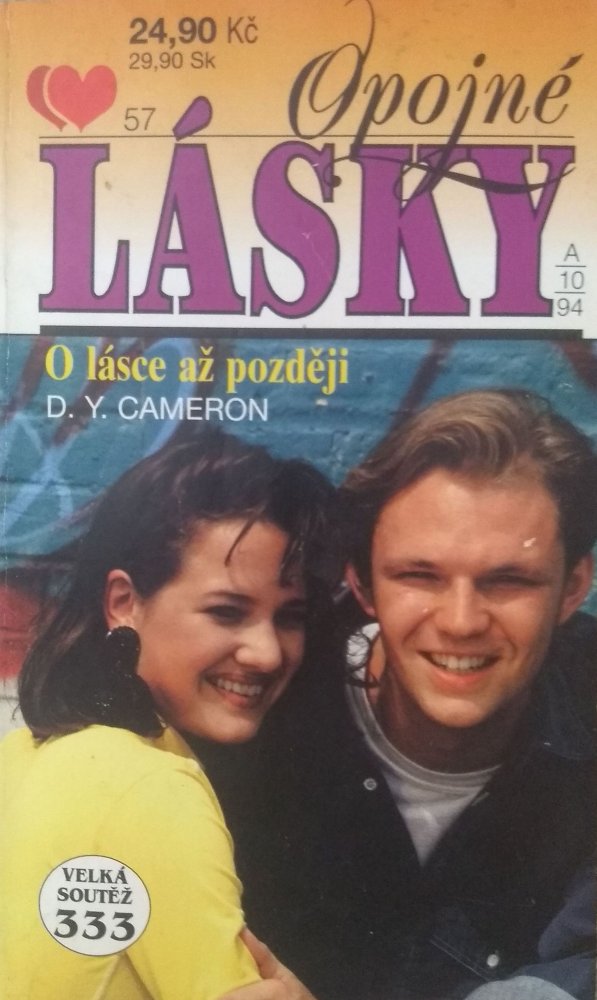 24,90 Kč
29,90 Sk
57
Opojné
LÁSKY
A
10
94
O lásce až později
D. Y. CAMERON
VELKÁ
SOUTĚŽ
333